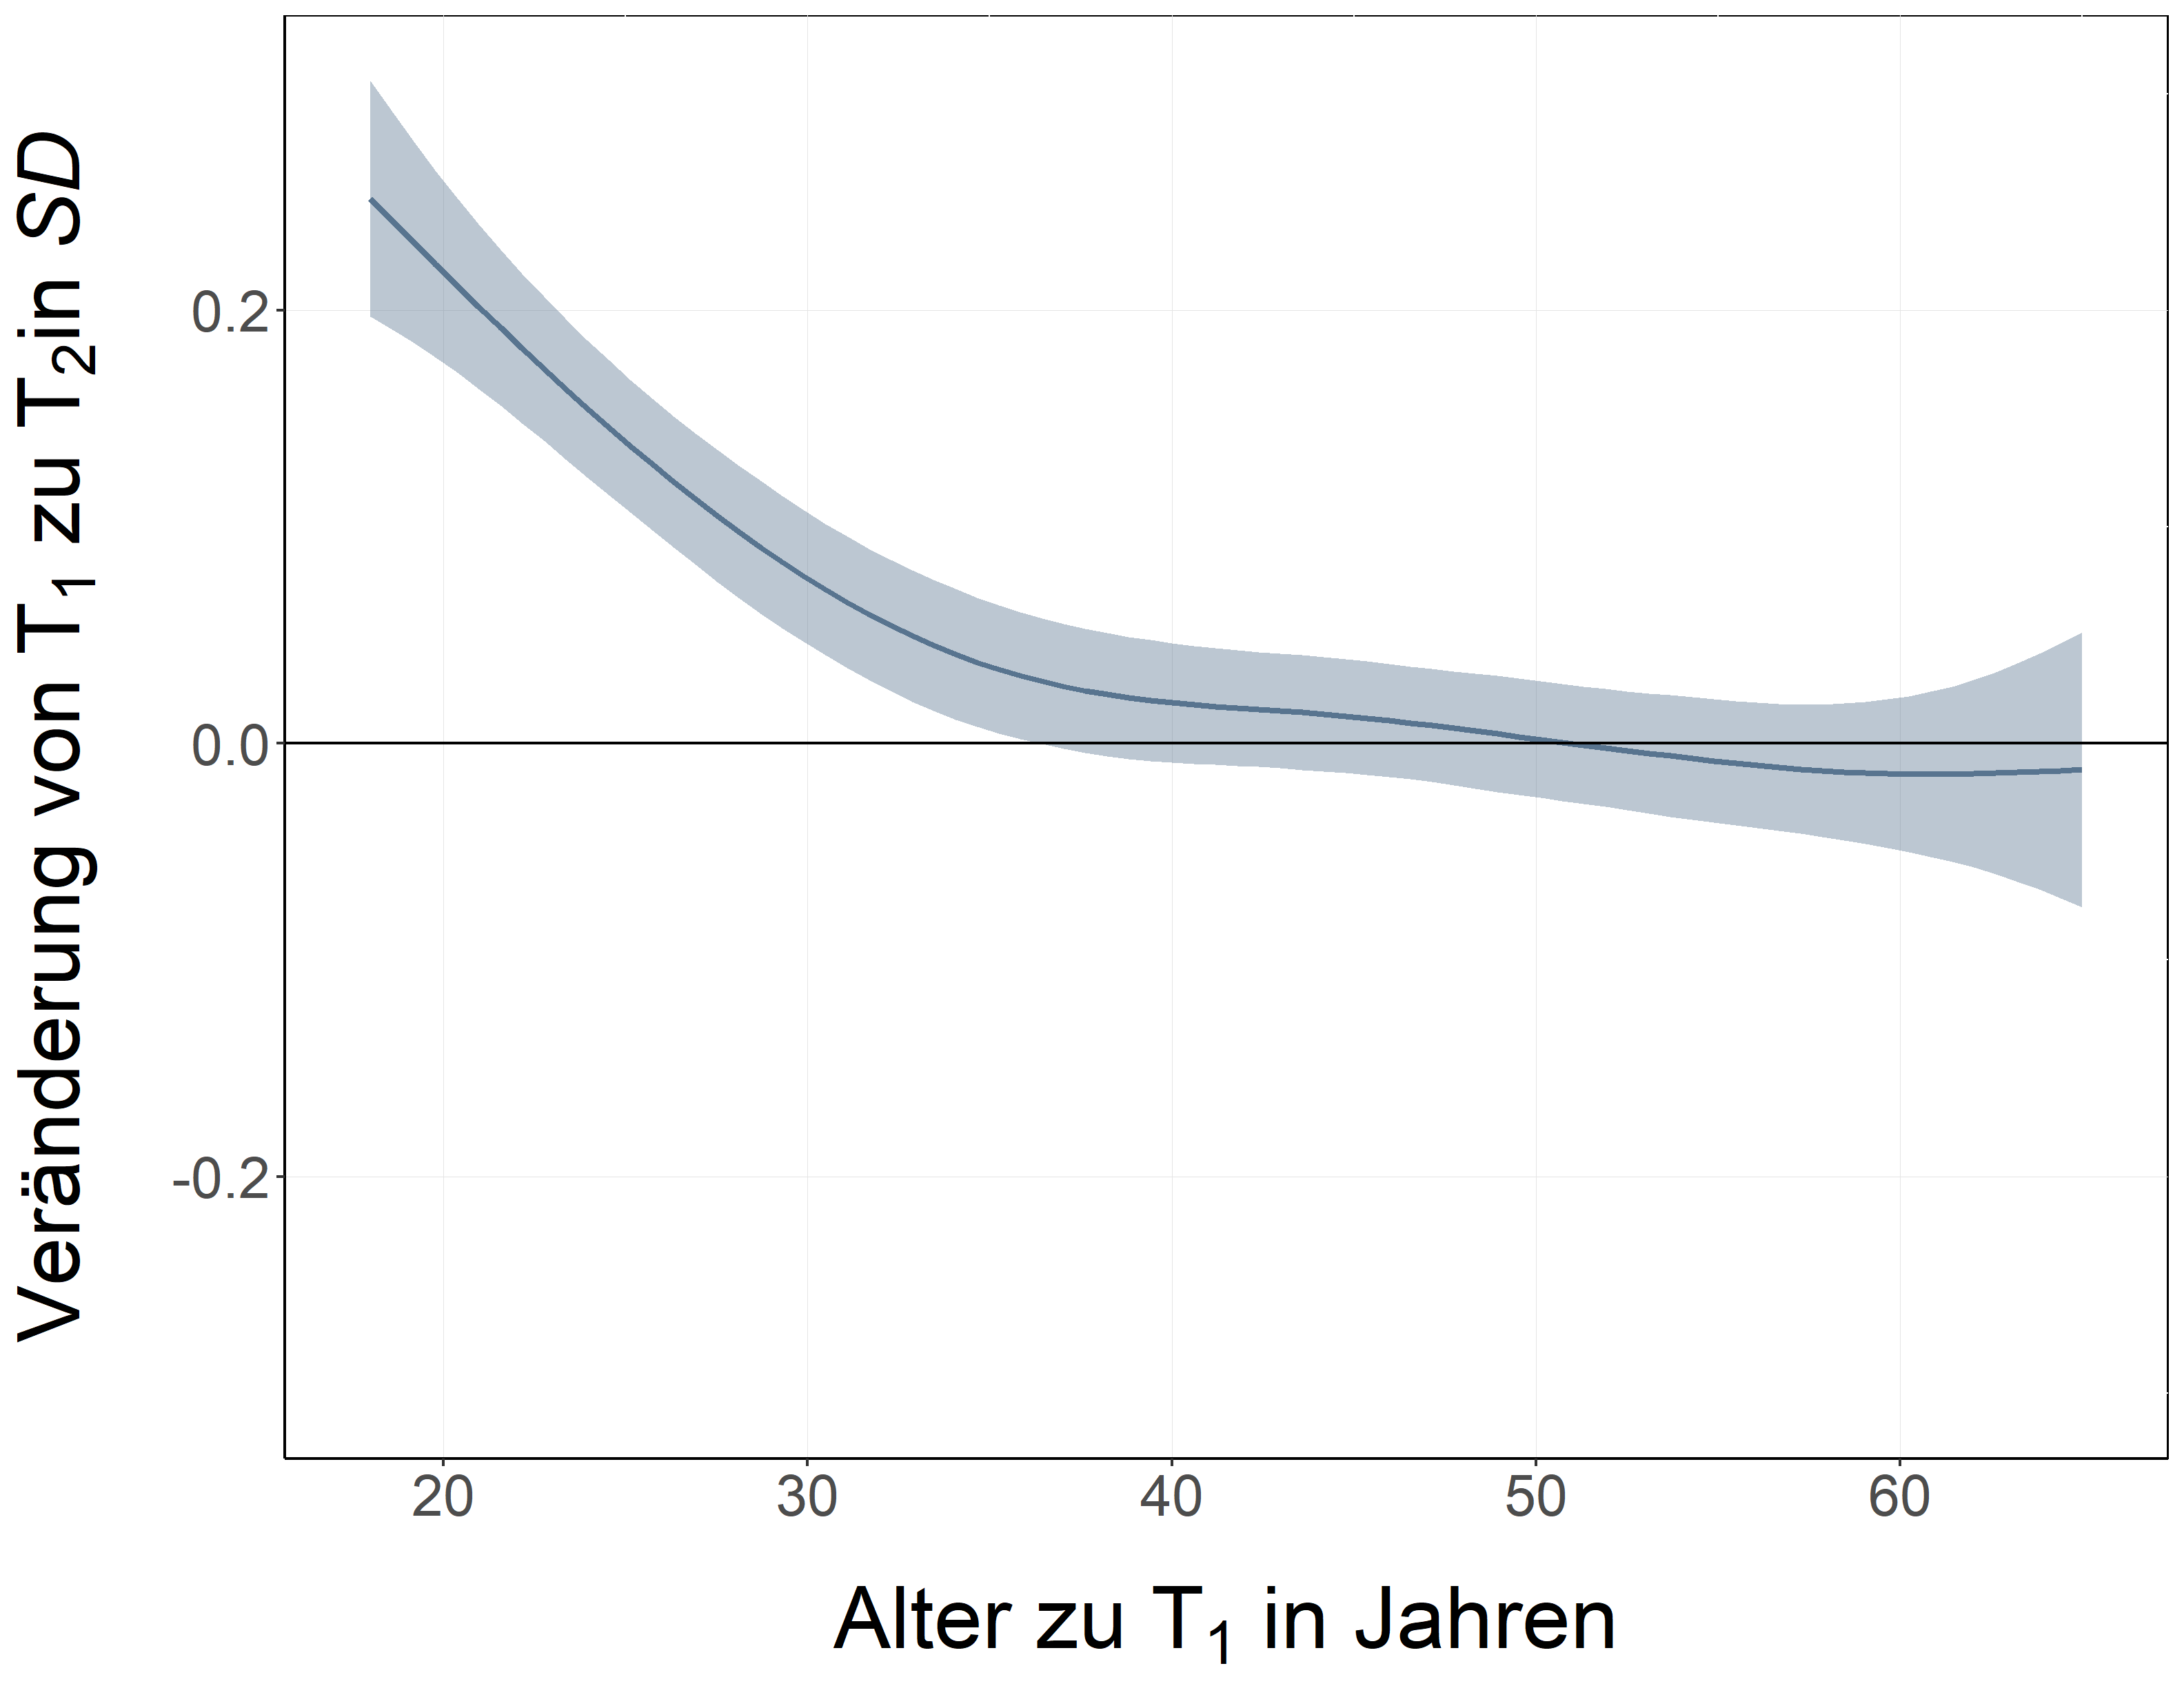 Veränderung von T₁ zu T₂in SD
0.2
0.0
-0.2
20 30 40 50 60
Alter zu T₁ in Jahren